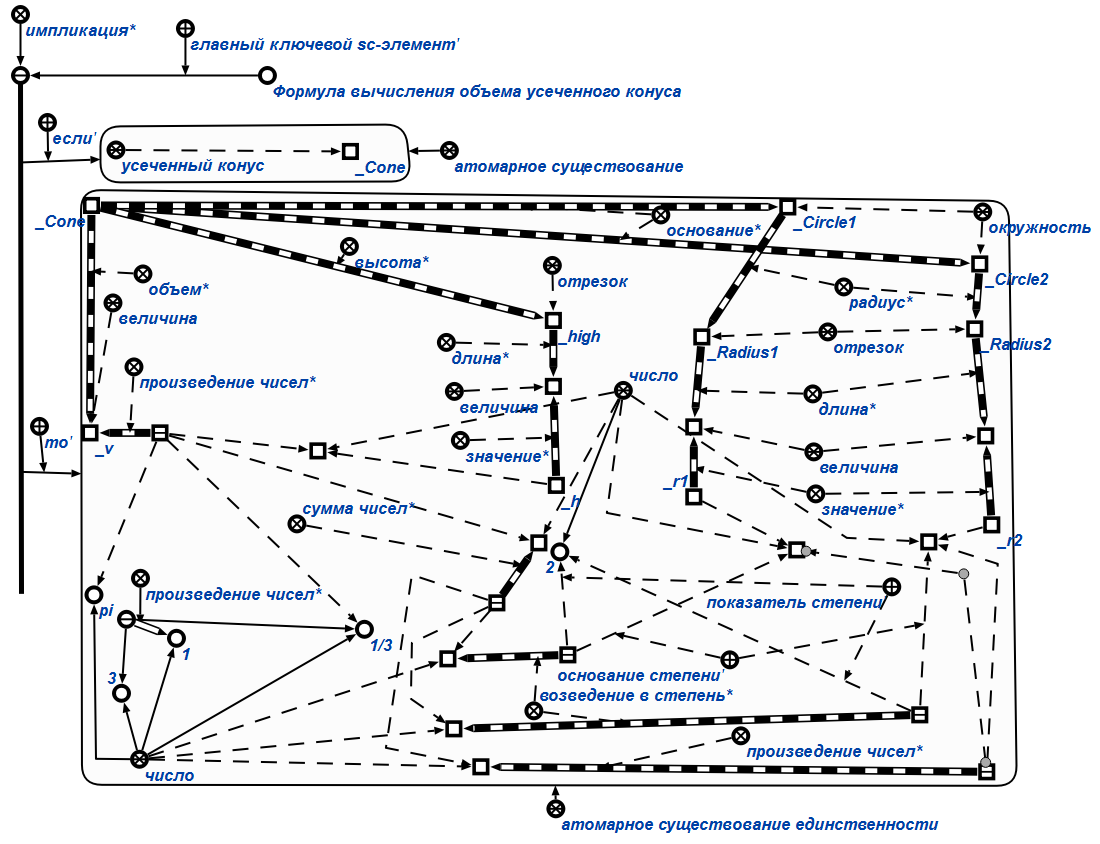 импликация*
главный ключевой sc-элемент'
Формула вычисления объема усеченного конуса
если'
усеченный конус
_Cone
атомарное существование
_Cone
основание*
_Circle1
окружность
высота*
объем*
величина
отрезок
_Circle2
радиус*
_high
длина*
_Radius1
отрезок
_Radius2
произведение чисел*
число
величина
длина*
то'
_v
значение*
величина
_r1
значение*
_h
сумма чисел*
_r2
2
pi
произведение чисел*
показатель степени
1
1/3
3
основание степени'
возведение в степень*
произведение чисел*
число
атомарное существование единственности